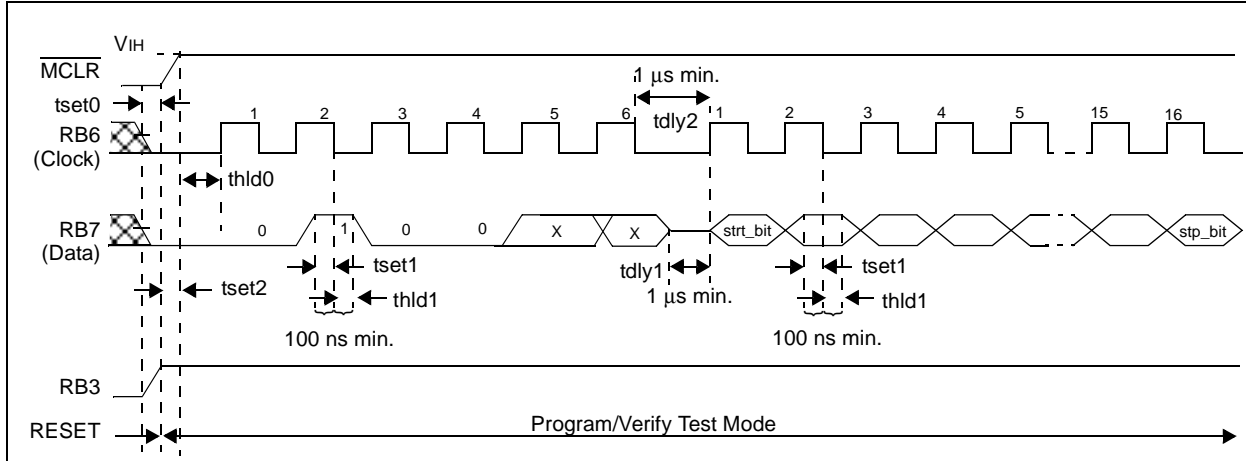 VIH
MCLR
1 µs min.
tset0
1 2 3 4 5 6 1 2 3 4 5 15 16
tdly2
RB6
(Clock)
thld0
RB7
(Data)
0 1 0 0 X X strt_bit stp_bit
tset1 tdly1 tset1
tset2
thld1 1 µs min. thld1
100 ns min. 100 ns min.
RB3
RESET
Program/Verify Test Mode